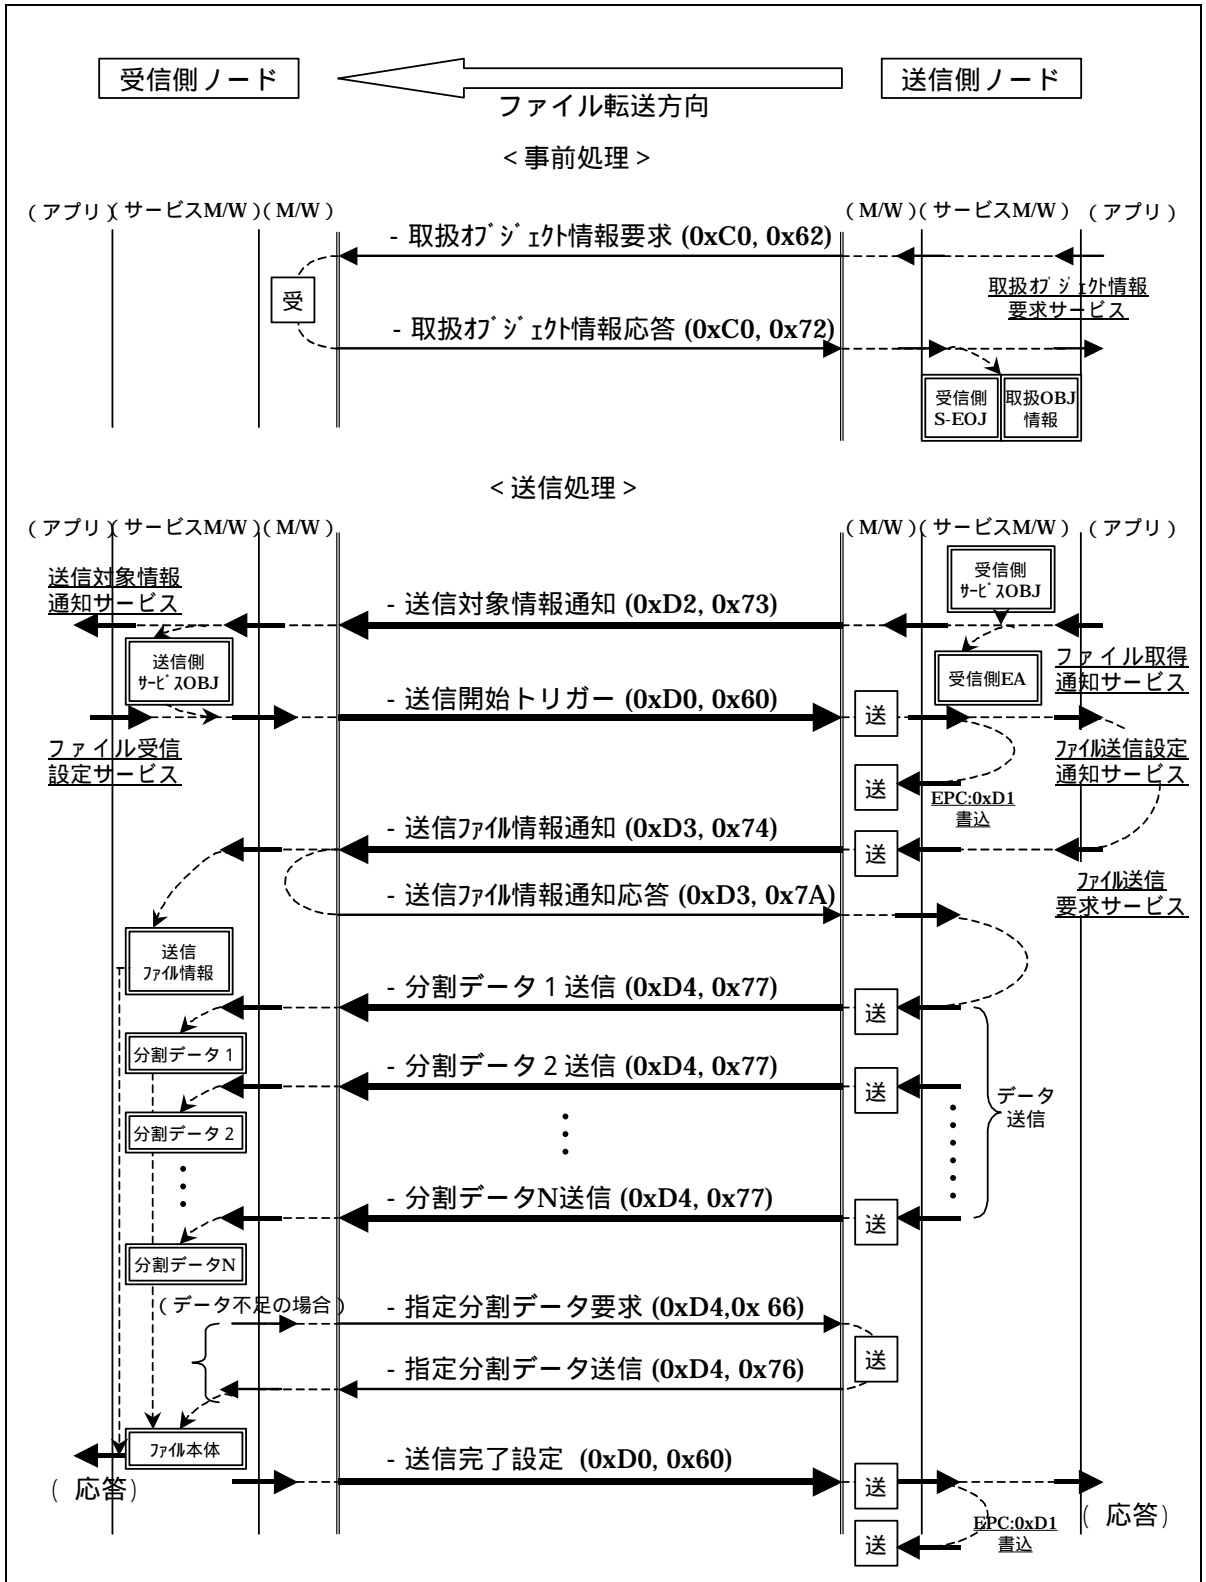 受信側ノード
送信側ノード
ファイル転送方向
<事前処理>
(アプリ)(サービスM/W)(M/W)
(M/W)(サービスM/W)(アプリ)
- 取扱オブジェクト情報要求 (0xC0, 0x62)
受
取扱オブジェクト情報
要求サービス
- 取扱オブジェクト情報応答 (0xC0, 0x72)
受信側
S-EOJ
取扱OBJ
情報
<送信処理>
(アプリ)(サービスM/W)(M/W)
(M/W)(サービスM/W)(アプリ)
送信対象情報
通知サービス
受信側
サービスOBJ
- 送信対象情報通知 (0xD2, 0x73)
送信側
サービスOBJ
受信側EA
ファイル取得
通知サービス
- 送信開始トリガー (0xD0, 0x60)
送
ファイル受信
設定サービス
ファイル送信設定
通知サービス
送
EPC:0xD1
書込
- 送信ファイル情報通知 (0xD3, 0x74)
送
- 送信ファイル情報通知応答 (0xD3, 0x7A)
ファイル送信
要求サービス
送信
ファイル情報
- 分割データ1送信 (0xD4, 0x77)
送
分割データ1
- 分割データ2送信 (0xD4, 0x77)
送
データ
送信
分割データ2
- 分割データN送信 (0xD4, 0x77)
送
分割データN
(データ不足の場合)
- 指定分割データ要求 (0xD4,0x 66)
送
- 指定分割データ送信 (0xD4, 0x76)
ファイル本体
- 送信完了設定 (0xD0, 0x60)
送
( 応答)
( 応答)
EPC:0xD1
書込
送